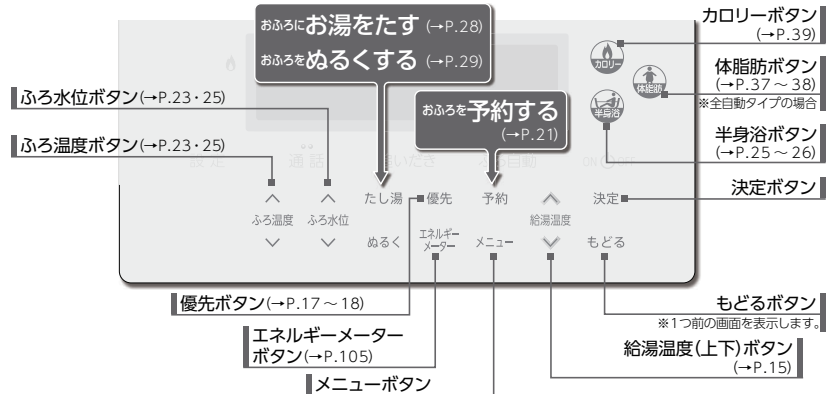 おふろにお湯をたす(→P.28)
おふろをぬるくする(→P.29)
カロリーボタン
(→P.39)
カロリー
体脂肪
体脂肪ボタン
(→P.37～38)
※全自動タイプの場合
ふろ水位ボタン(→P.23・25)
おふろを予約する
(→P.21)
半身浴
半身浴ボタン
(→P.25～26)
ふろ温度ボタン(→P.23・25)
設定 通話 ふろ自動 ON OFF
決定ボタン
たし湯 優先 予約 決定
ふろ温度 ふろ水位 給湯温度
ぬるく エネルギーメーター メニュー もどる
優先ボタン(→P.17～18)
もどるボタン
※1つ前の画面を表示します。
エネルギーメーター
ボタン(→P.105)
給湯温度(上下)ボタン
(→P.15)
メニューボタン